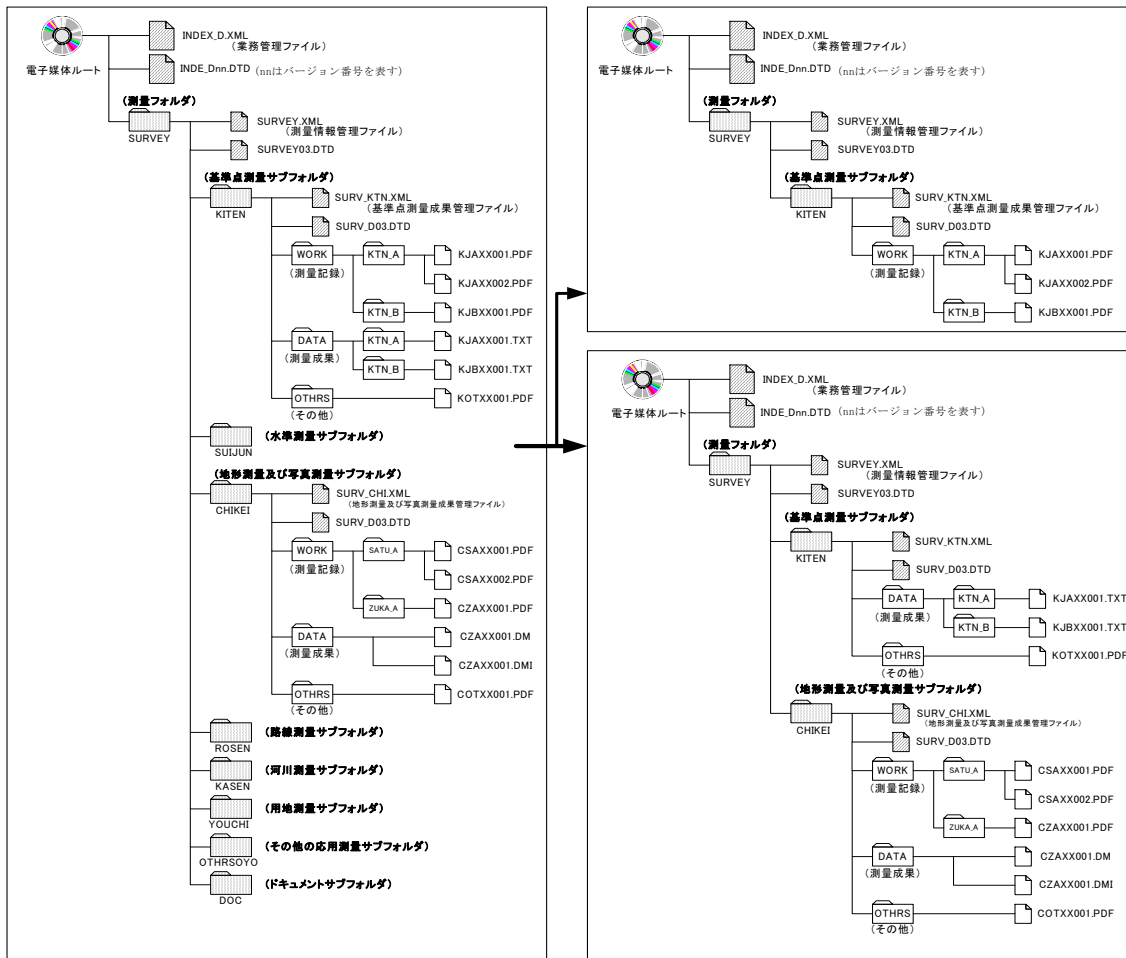 INDEX_D.XML
(業務管理ファイル)
電子媒体ルート
INDE_Dnn.DTD (nnはバージョン番号を表す)
(測量フォルダ)
SURVEY
SURVEY.XML
(測量情報管理ファイル)
SURVEY03.DTD
(基準点測量サブフォルダ)
KITEN
SURV_KTN.XML
(基準点測量成果管理ファイル)
SURV_D03.DTD
WORK
(測量記録)
KTN_A
KJAXX001.PDF
KJAXX002.PDF
KTN_B
KJBXX001.PDF
DATA
(測量成果)
KTN_A
KJAXX001.TXT
KTN_B
KJBXX001.TXT
OTHRS
(その他)
KOTXX001.PDF
(水準測量サブフォルダ)
SUIJUN
(地形測量及び写真測量サブフォルダ)
CHIKEI
SURV_CHI.XML
(地形測量及び写真測量成果管理ファイル)
SURV_D03.DTD
WORK
(測量記録)
SATU_A
CSAXX001.PDF
CSAXX002.PDF
ZUKA_A
CZAXX001.PDF
DATA
(測量成果)
CZAXX001.DM
CZAXX001.DMI
OTHRS
(その他)
COTXX001.PDF
(路線測量サブフォルダ)
ROSEN
(河川測量サブフォルダ)
KASEN
(用地測量サブフォルダ)
YOUCHI
(その他の応用測量サブフォルダ)
OTHRSOYO
(ドキュメントサブフォルダ)
DOC
INDEX_D.XML
(業務管理ファイル)
電子媒体ルート
INDE_Dnn.DTD (nnはバージョン番号を表す)
(測量フォルダ)
SURVEY
SURVEY.XML
(測量情報管理ファイル)
SURVEY03.DTD
(基準点測量サブフォルダ)
KITEN
SURV_KTN.XML
(基準点測量成果管理ファイル)
SURV_D03.DTD
WORK
(測量記録)
KTN_A
KJAXX001.PDF
KJAXX002.PDF
KTN_B
KJBXX001.PDF
INDEX_D.XML
(業務管理ファイル)
電子媒体ルート
INDE_Dnn.DTD (nnはバージョン番号を表す)
(測量フォルダ)
SURVEY
SURVEY.XML
(測量情報管理ファイル)
SURVEY03.DTD
(基準点測量サブフォルダ)
KITEN
SURV_KTN.XML
SURV_D03.DTD
DATA
(測量成果)
KTN_A
KJAXX001.TXT
KTN_B
KJBXX001.TXT
OTHRS
(その他)
KOTXX001.PDF
(地形測量及び写真測量サブフォルダ)
CHIKEI
SURV_CHI.XML
(地形測量及び写真測量成果管理ファイル)
SURV_D03.DTD
WORK
(測量記録)
SATU_A
CSAXX001.PDF
CSAXX002.PDF
ZUKA_A
CZAXX001.PDF
DATA
(測量成果)
CZAXX001.DM
CZAXX001.DMI
OTHRS
(その他)
COTXX001.PDF